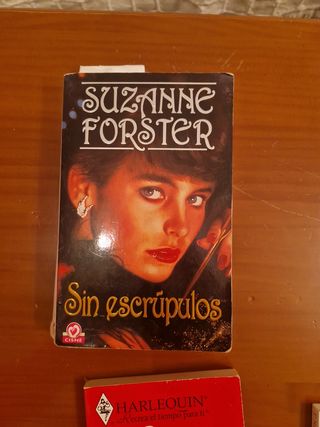 SUZANNE
FORSTER
Sin escrúpulos
CISNE
HARLEQUIN